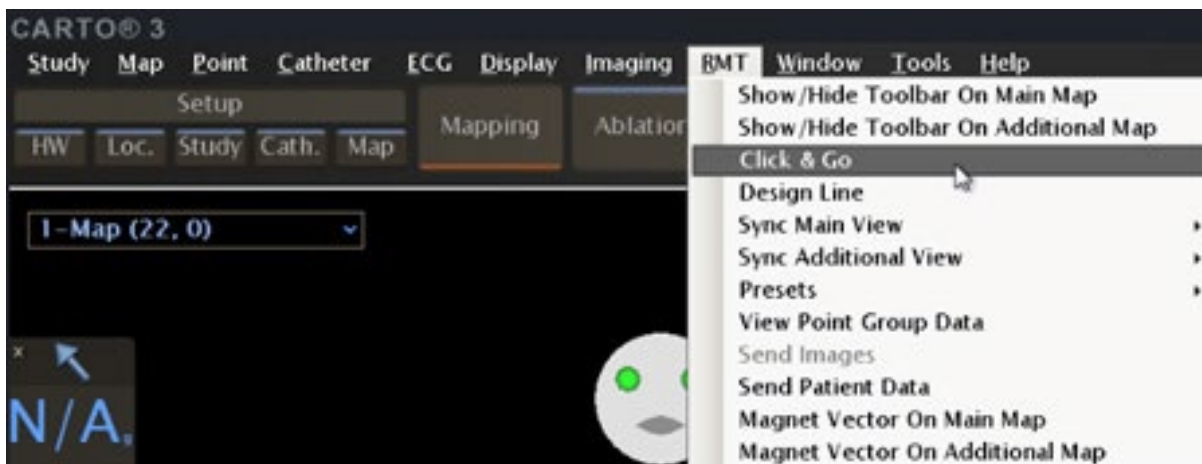 CARTO® 3
Study Map Point Catheter ECG Display Imaging RMT Window Tools Help
Setup
HW Loc. Study Cath. Map
Mapping
Ablation
1-Map (22, 0)
x
N/A.
Show/Hide Toolbar On Main Map
Show/Hide Toolbar On Additional Map
Click & Go
Design Line
Sync Main View
Sync Additional View
Presets
View Point Group Data
Send Images
Send Patient Data
Magnet Vector On Main Map
Magnet Vector On Additional Map